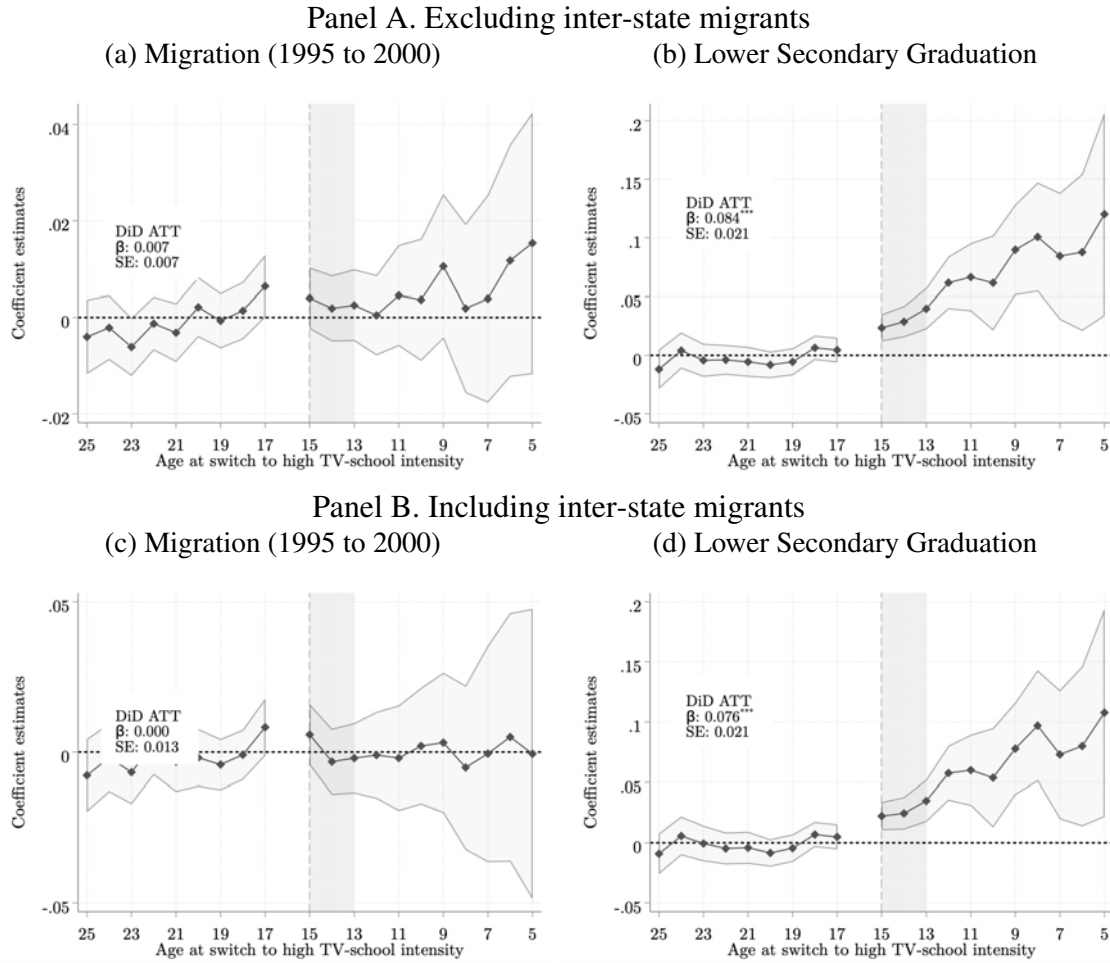 Panel A. Excluding inter-state migrants
(a) Migration (1995 to 2000)
(b) Lower Secondary Graduation
Coefficient estimates
.04
.02
0
-.02
DiD ATT
β: 0.007
SE: 0.007
25 23 21 19 17 15 13 11 9 7 5
Age at switch to high TV-school intensity
Coefficient estimates
.2
.15
.1
.05
0
-.05
DiD ATT
β: 0.084***
SE: 0.021
25 23 21 19 17 15 13 11 9 7 5
Age at switch to high TV-school intensity
Panel B. Including inter-state migrants
(c) Migration (1995 to 2000)
(d) Lower Secondary Graduation
Coefficient estimates
.05
0
-.05
DiD ATT
β: 0.000
SE: 0.013
25 23 21 19 17 15 13 11 9 7 5
Age at switch to high TV-school intensity
Coefficient estimates
.2
.15
.1
.05
0
-.05
DiD ATT
β: 0.076***
SE: 0.021
25 23 21 19 17 15 13 11 9 7 5
Age at switch to high TV-school intensity